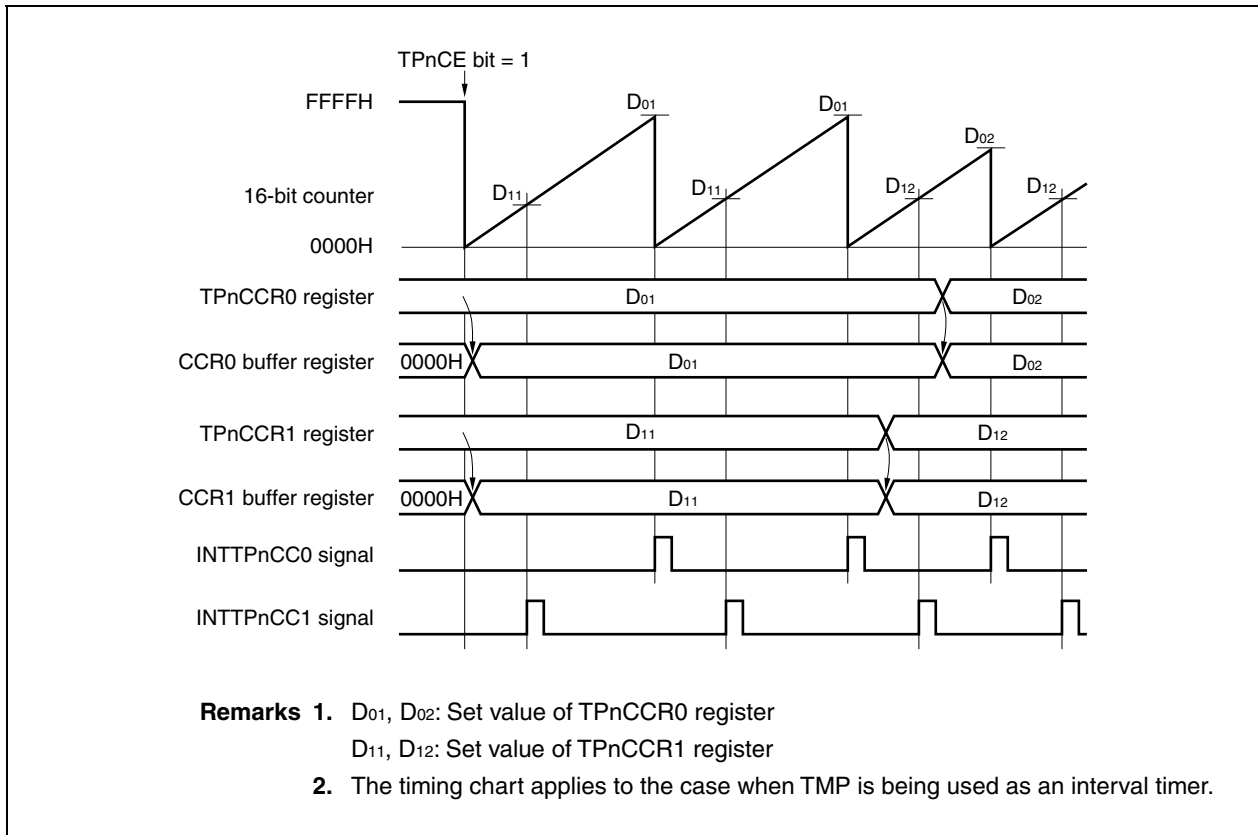 TPnCE bit = 1
FFFFH
D01 D01 D02
16-bit counter
D11 D11 D12 D12
0000H
TPnCCR0 register D01 D02
CCR0 buffer register 0000H D01 D02
TPnCCR1 register D11 D12
CCR1 buffer register 0000H D11 D12
INTTPnCC0 signal
INTTPnCC1 signal
Remarks 1. D01, D02: Set value of TPnCCR0 register
D11, D12: Set value of TPnCCR1 register
2. The timing chart applies to the case when TMP is being used as an interval timer.